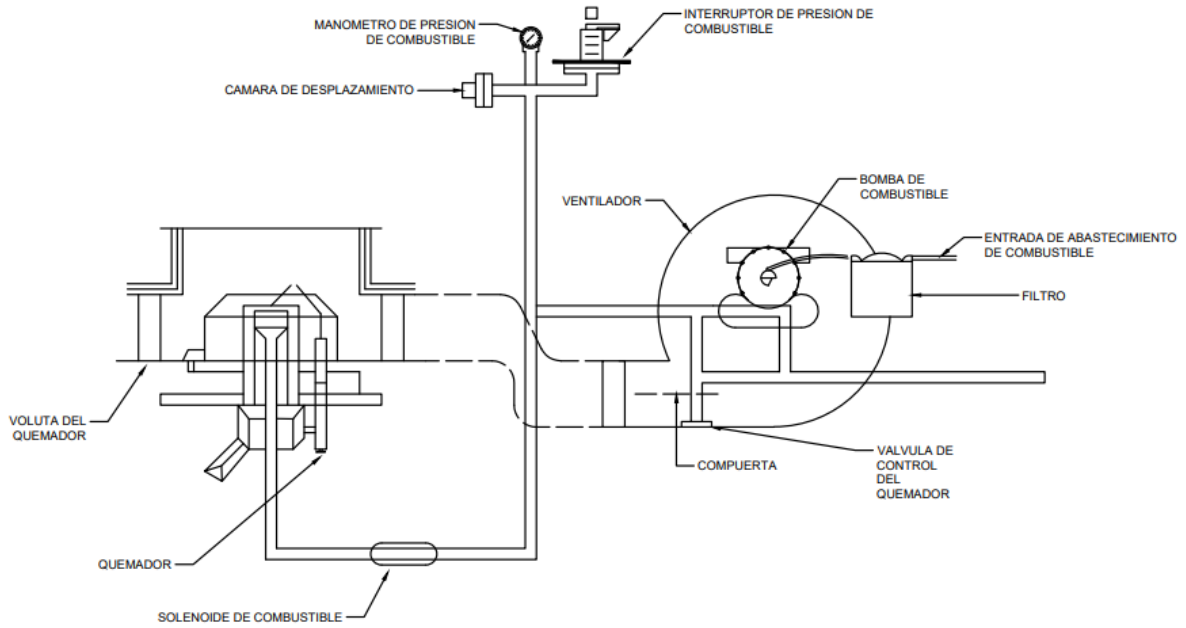 MANOMETRO DE PRESION
DE COMBUSTIBLE
INTERRUPTOR DE PRESION DE
COMBUSTIBLE
CAMARA DE DESPLAZAMIENTO
BOMBA DE
COMBUSTIBLE
VENTILADOR
ENTRADA DE ABASTECIMIENTO
DE COMBUSTIBLE
FILTRO
VOLUTA DEL
QUEMADOR
COMPUERTA
VALVULA DE
CONTROL
DEL
QUEMADOR
QUEMADOR
SOLENOIDE DE COMBUSTIBLE